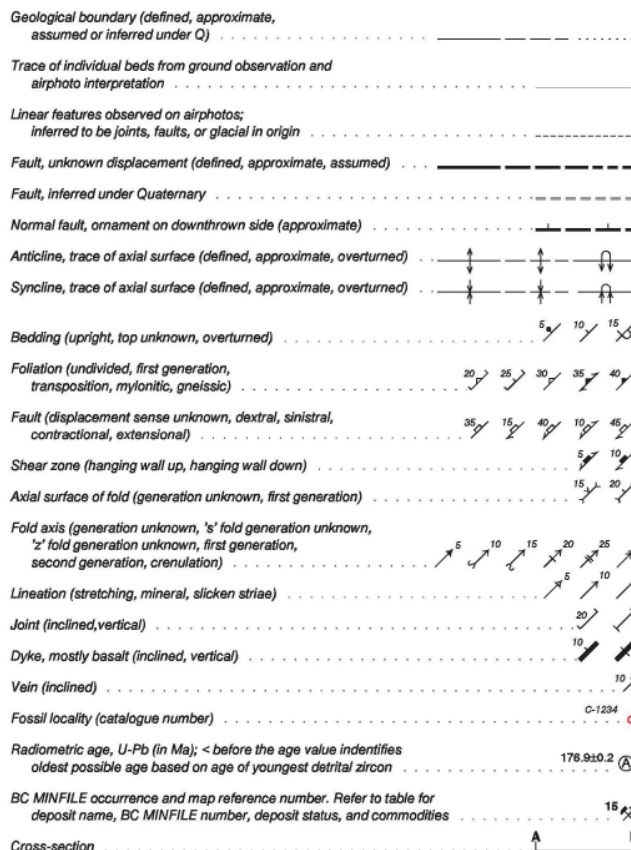 Geological boundary (defined, approximate,
assumed or inferred under Q)
Trace of individual beds from ground observation and
airphoto interpretation
Linear features observed on airphotos;
inferred to be joints, faults, or glacial in origin
Fault, unknown displacement (defined, approximate, assumed)
Fault, inferred under Quaternary
Normal fault, ornament on downthrown side (approximate)
Anticline, trace of axial surface (defined, approximate, overturned)
Syncline, trace of axial surface (defined, approximate, overturned)
Bedding (upright, top unknown, overturned) 5 10 15
Foliation (undivided, first generation,
transposition, mylonitic, gneissic) 20 25 30 35 40
Fault (displacement sense unknown, dextral, sinistral,
contractional, extensional) 35 15 40 10 45
Shear zone (hanging wall up, hanging wall down) 5 10
Axial surface of fold (generation unknown, first generation) 15 20
Fold axis (generation unknown, 's' fold generation unknown,
'z' fold generation unknown, first generation,
second generation, crenulation) 5 10 15 20 25
Lineation (stretching, mineral, slicken striae) 5 10
Joint (inclined,vertical) 20
Dyke, mostly basalt (inclined, vertical) 10
Vein (inclined) 10
Fossil locality (catalogue number) C-1234
Radiometric age, U-Pb (in Ma); < before the age value indentifies
oldest possible age based on age of youngest detrital zircon 176.9±0.2 A
BC MINFILE occurrence and map reference number. Refer to table for
deposit name, BC MINFILE number, deposit status, and commodities 15
Cross-section A